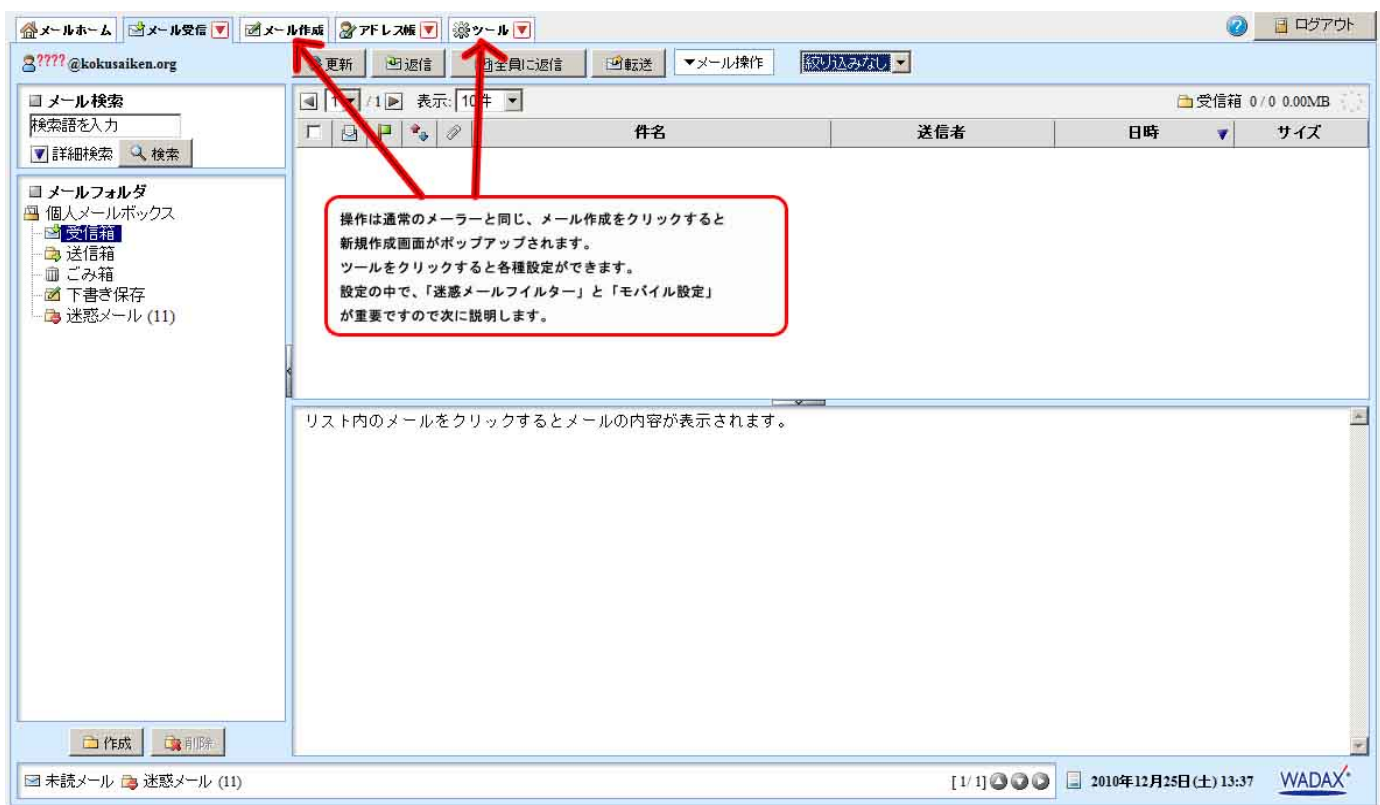 メールホーム メール受信 メール作成 アドレス帳 ツール ログアウト
????@kokusaiken.org
更新 返信 全員に返信 転送 ▼メール操作 絞り込みなし
メール検索
検索語を入力
詳細検索 検索
1 /1 表示: 10件 受信箱 0 / 0 0.00MB
件名 送信者 日時 サイズ
メールフォルダ
個人メールボックス
受信箱
送信箱
ごみ箱
下書き保存
迷惑メール (11)
操作は通常のメーラーと同じ、メール作成をクリックすると
新規作成画面がポップアップされます。
ツールをクリックすると各種設定ができます。
設定の中で、「迷惑メールフイルター」と「モバイル設定」
が重要ですので次に説明します。
リスト内のメールをクリックするとメールの内容が表示されます。
作成 削除
未読メール 迷惑メール (11) [ 1/ 1] 2010年12月25日(土) 13:37 WADAX